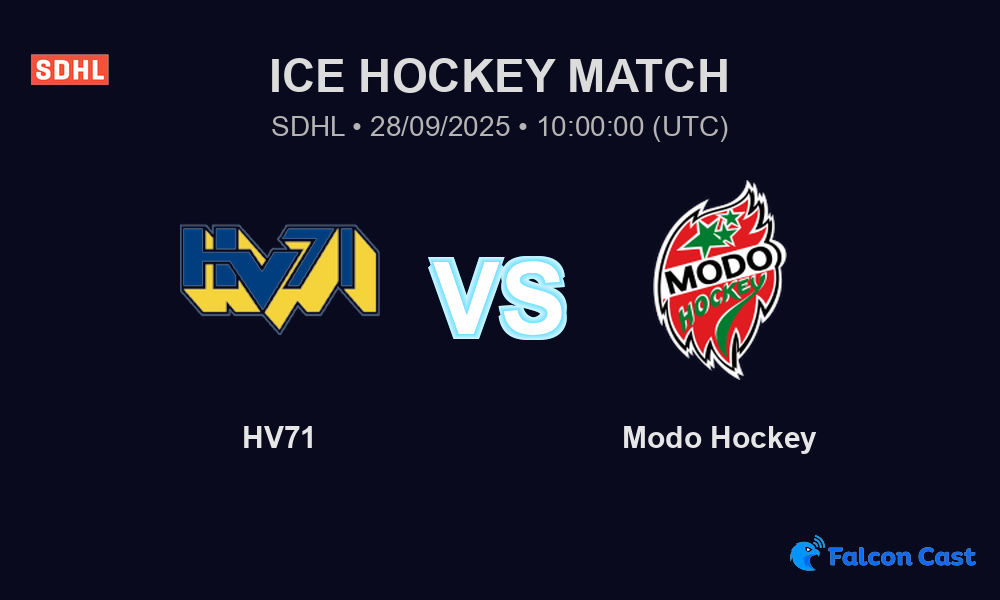 SDHL
ICE HOCKEY MATCH
SDHL • 28/09/2025 • 10:00:00 (UTC)
HV71
VS
MODO
HOCKEY
HV71
Modo Hockey
Falcon Cast